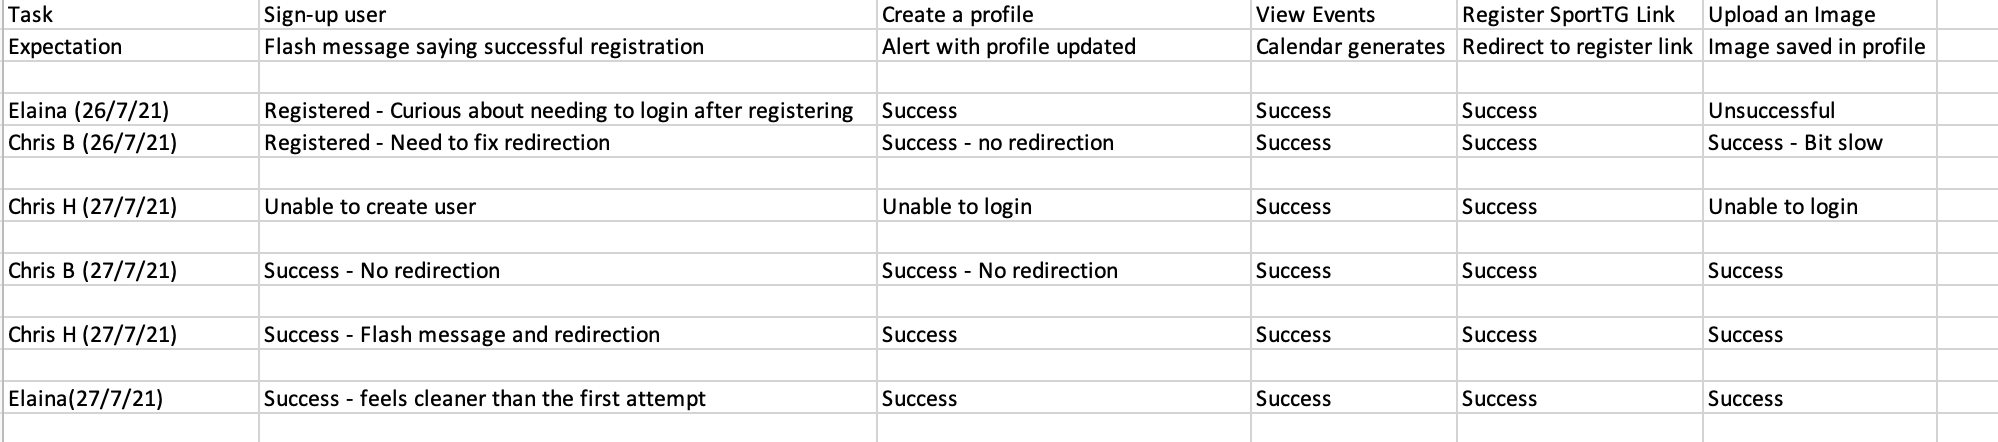 Task Sign-up user Create a profile View Events Register SportTG Link Upload an Image
Expectation Flash message saying successful registration Alert with profile updated Calendar generates Redirect to register link Image saved in profile
Elaina (26/7/21) Registered - Curious about needing to login after registering Success Success Success Unsuccessful
Chris B (26/7/21) Registered - Need to fix redirection Success - no redirection Success Success Success - Bit slow
Chris H (27/7/21) Unable to create user Unable to login Success Success Unable to login
Chris B (27/7/21) Success - No redirection Success - No redirection Success Success Success
Chris H (27/7/21) Success - Flash message and redirection Success Success Success Success
Elaina(27/7/21) Success - feels cleaner than the first attempt Success Success Success Success